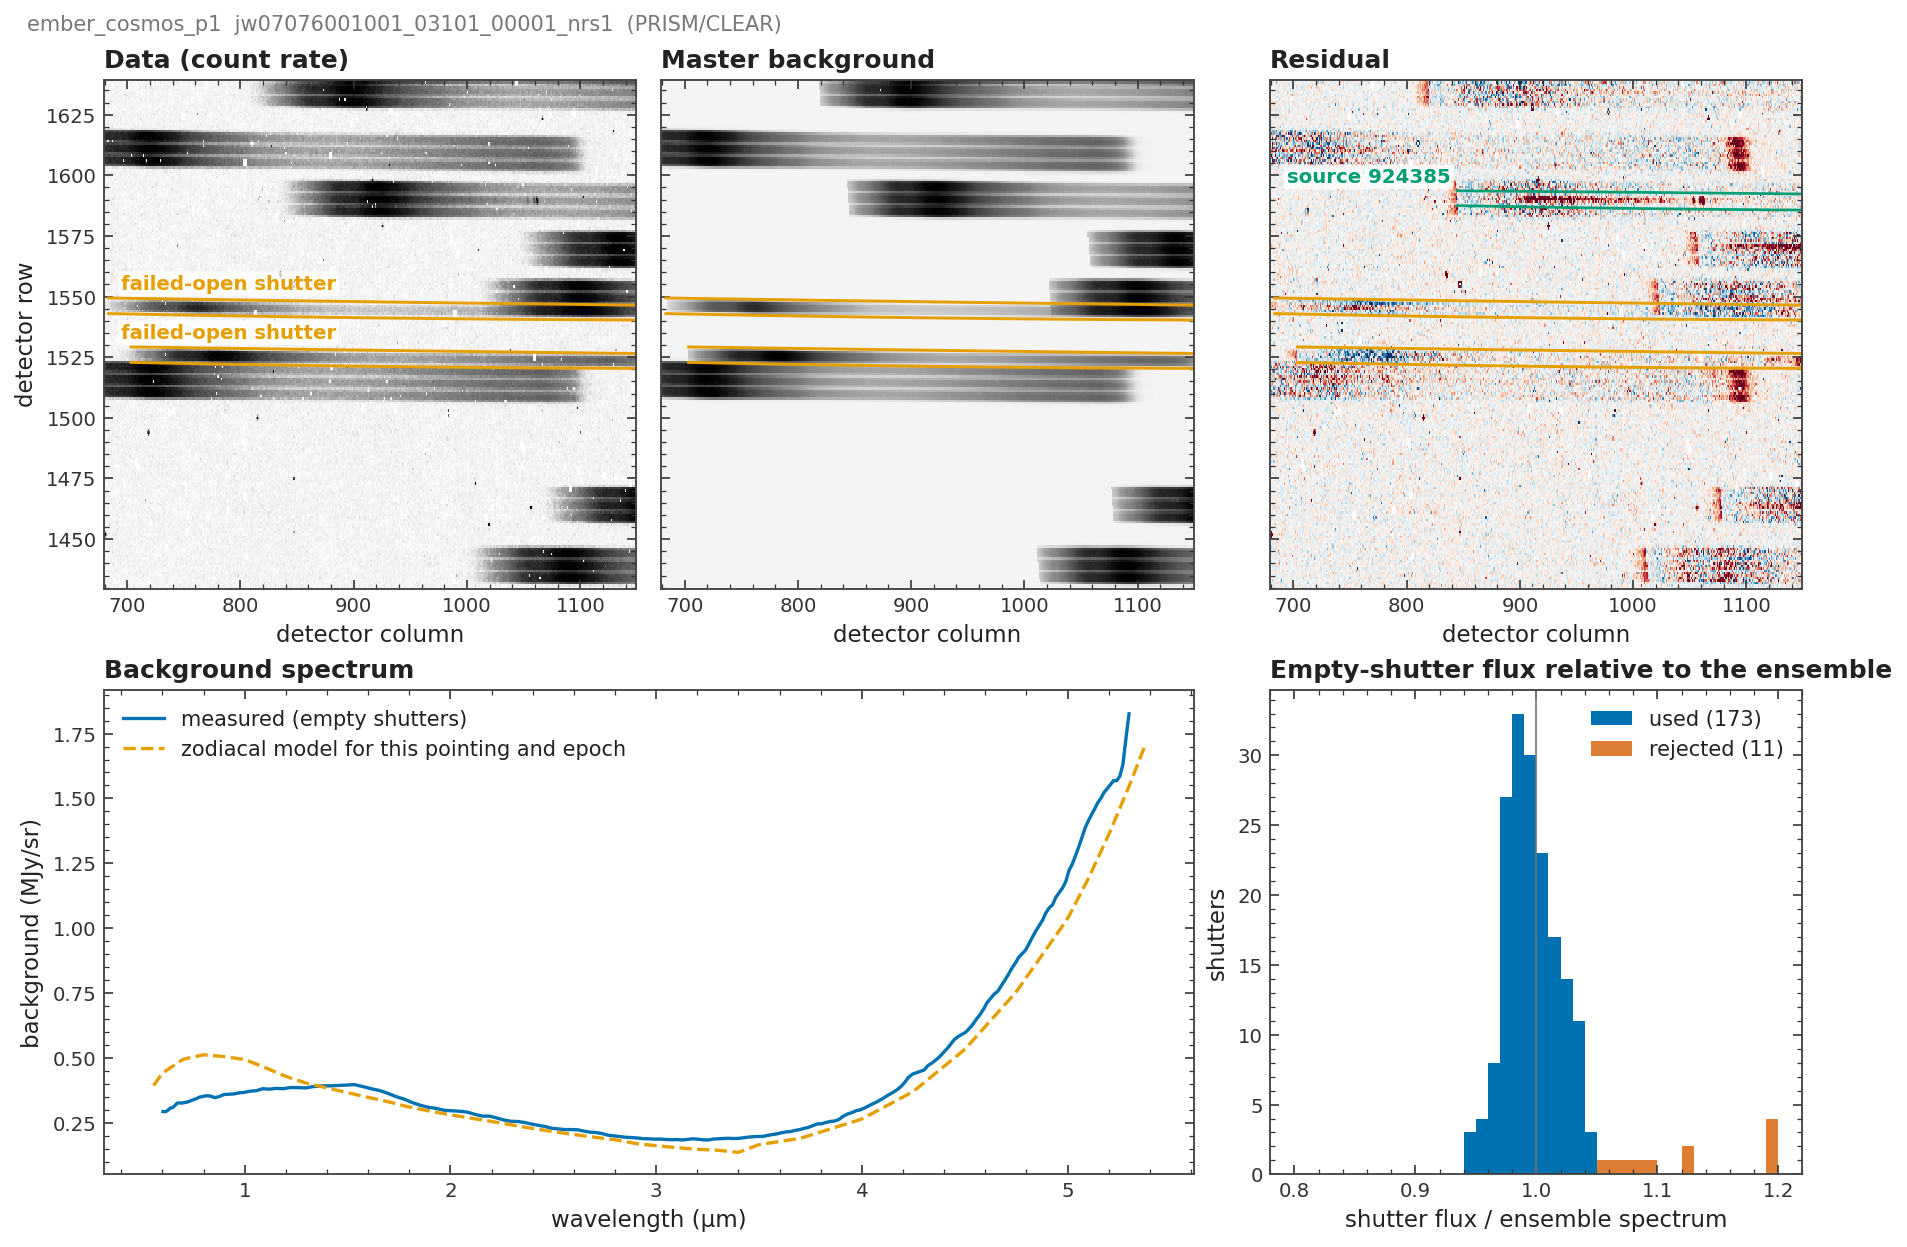 ember_cosmos_p1 jw07076001001_03101_00001_nrs1 (PRISM/CLEAR)
Data (count rate)
Master background
Residual
detector row
1625
1600
1575
1550
1525
1500
1475
1450
failed-open shutter
failed-open shutter
source 924385
700 800 900 1000 1100
700 800 900 1000 1100
700 800 900 1000 1100
detector column
detector column
detector column
Background spectrum
measured (empty shutters)
zodiacal model for this pointing and epoch
background (MJy/sr)
1.75
1.50
1.25
1.00
0.75
0.50
0.25
1 2 3 4 5
wavelength (µm)
Empty-shutter flux relative to the ensemble
used (173)
rejected (11)
shutters
30
25
20
15
10
5
0
0.8 0.9 1.0 1.1 1.2
shutter flux / ensemble spectrum